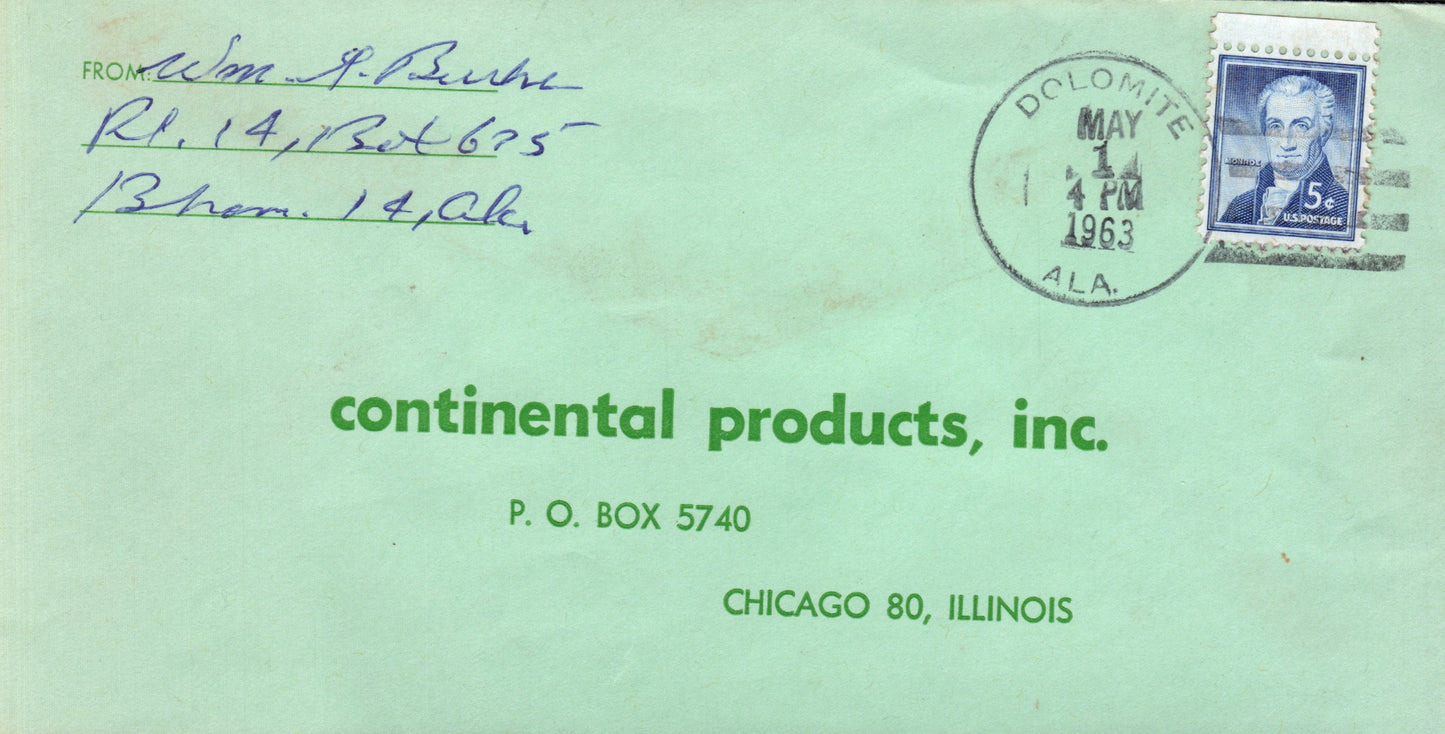 FROM: Wm. A. Burke
Rt. 14, Box 675
Bham. 14, Ala.
DOLOMITE
MAY
1
4 PM
1963
ALA.
MONROE
5¢
U.S. POSTAGE
continental products, inc.
P. O. BOX 5740
CHICAGO 80, ILLINOIS